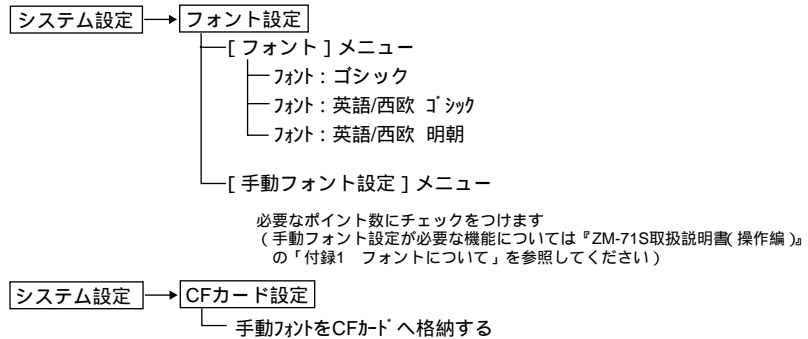 システム設定 フォント設定
[ フォント ] メニュー
ﾌｫﾝﾄ：ゴシック
ﾌｫﾝﾄ：英語/西欧 ｺﾞｼｯｸ
ﾌｫﾝﾄ：英語/西欧 明朝
[ 手動フォント設定 ] メニュー
必要なポイント数にチェックをつけます
（手動フォント設定が必要な機能については『ZM-71S取扱説明書(操作編)』
の「付録1 フォントについて」を参照してください）
システム設定 CFカード設定
手動ﾌｫﾝﾄをCFｶｰﾄﾞへ格納する